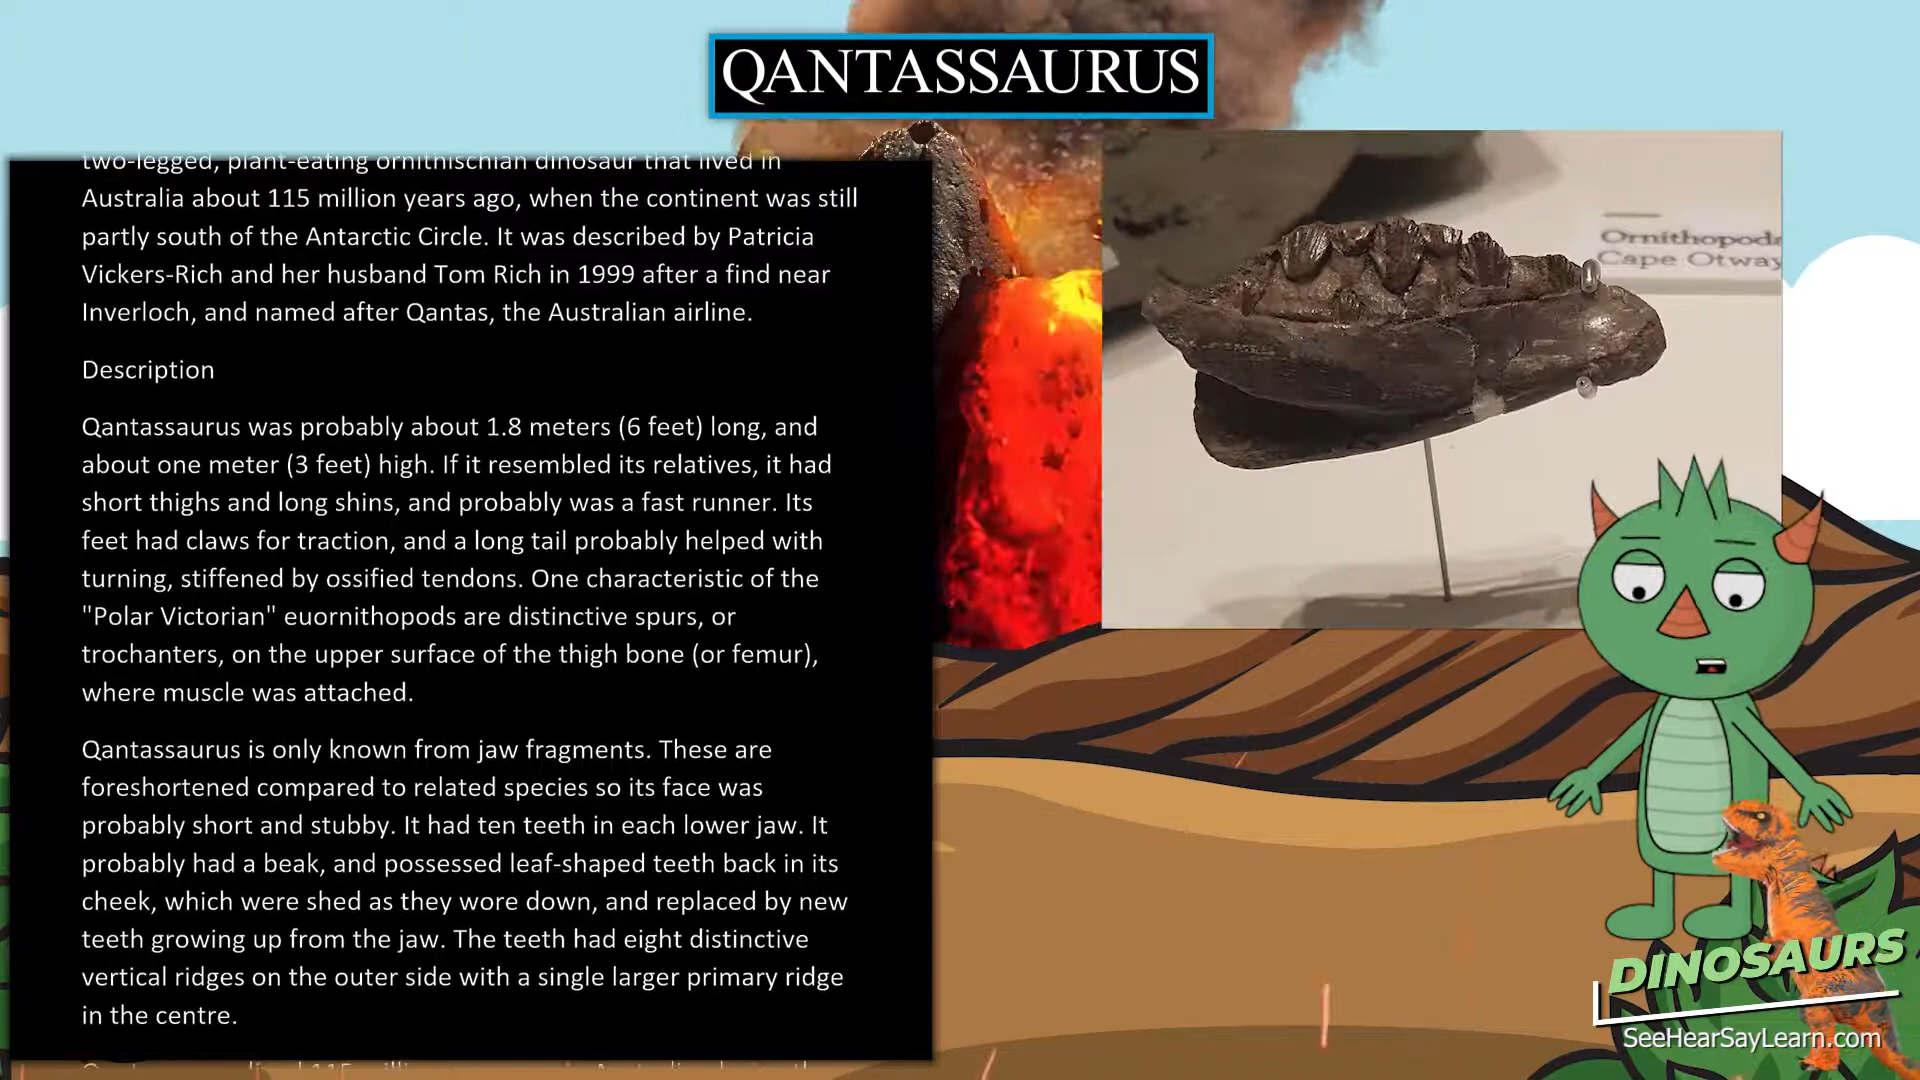 QANTASSAURUS
two-legged, plant-eating ornithischian dinosaur that lived in
Australia about 115 million years ago, when the continent was still
partly south of the Antarctic Circle. It was described by Patricia
Vickers-Rich and her husband Tom Rich in 1999 after a find near
Inverloch, and named after Qantas, the Australian airline.
Description
Qantassaurus was probably about 1.8 meters (6 feet) long, and
about one meter (3 feet) high. If it resembled its relatives, it had
short thighs and long shins, and probably was a fast runner. Its
feet had claws for traction, and a long tail probably helped with
turning, stiffened by ossified tendons. One characteristic of the
"Polar Victorian" euornithopods are distinctive spurs, or
trochanters, on the upper surface of the thigh bone (or femur),
where muscle was attached.
Qantassaurus is only known from jaw fragments. These are
foreshortened compared to related species so its face was
probably short and stubby. It had ten teeth in each lower jaw. It
probably had a beak, and possessed leaf-shaped teeth back in its
cheek, which were shed as they wore down, and replaced by new
teeth growing up from the jaw. The teeth had eight distinctive
vertical ridges on the outer side with a single larger primary ridge
in the centre.
Ornithopods
Cape Otway
DINOSAURS
SeeHearSayLearn.com